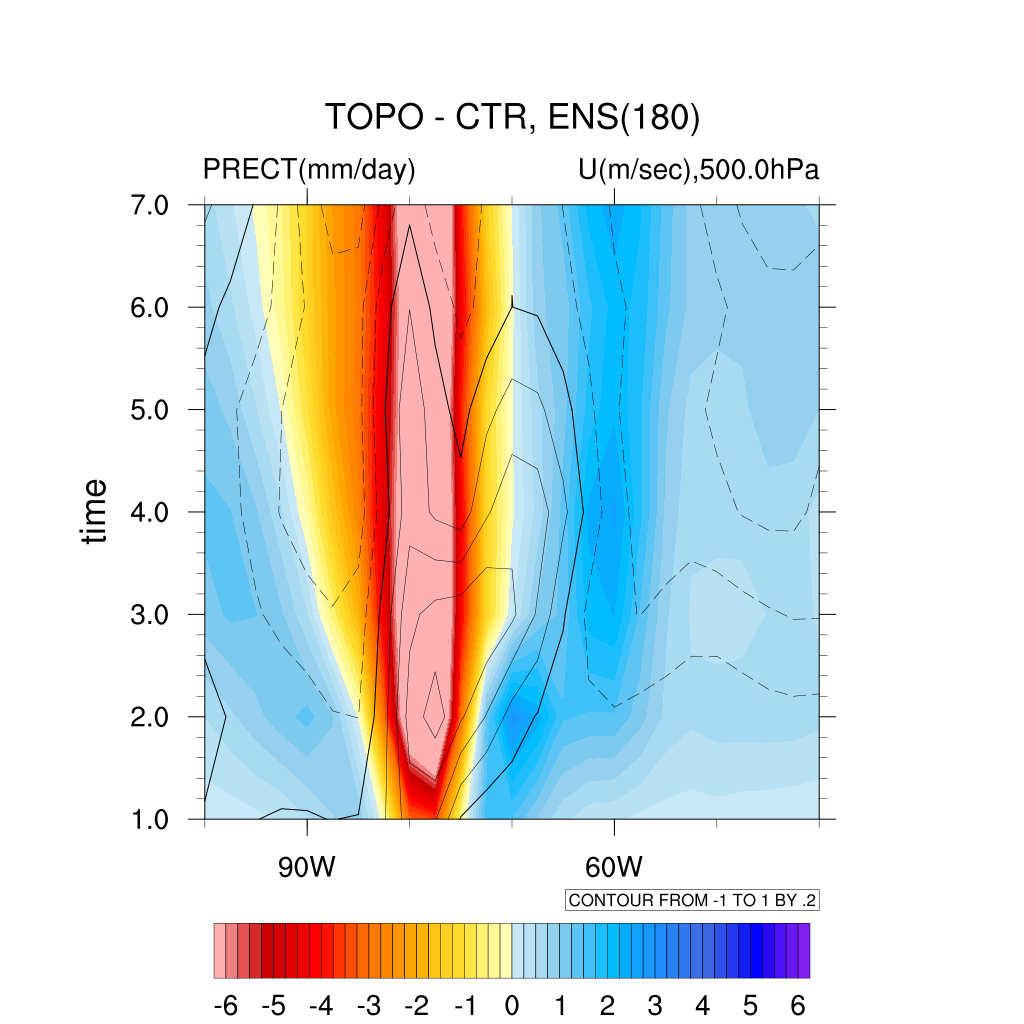 TOPO - CTR, ENS(180)
PRECT(mm/day) U(m/sec),500.0hPa
7.0
6.0
5.0
4.0
3.0
2.0
1.0
time
90W 60W
CONTOUR FROM -1 TO 1 BY .2
-6 -5 -4 -3 -2 -1 0 1 2 3 4 5 6